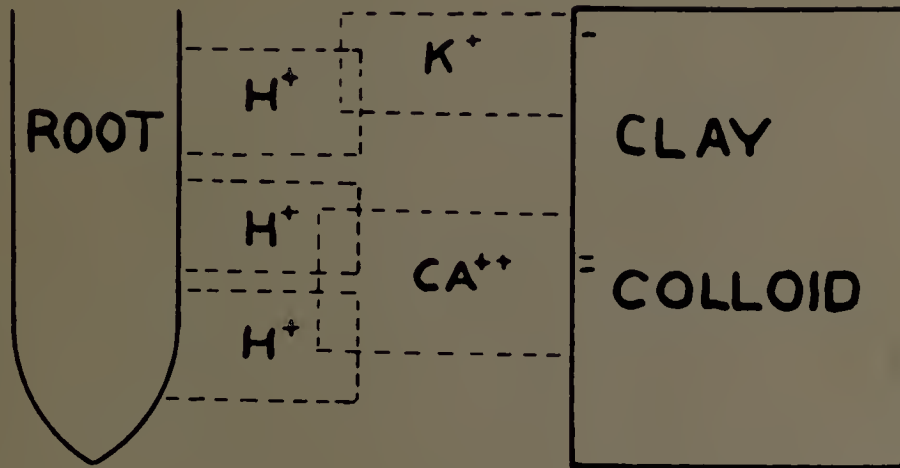 ROOT
H⁺
H⁺
H⁺
K⁺
CA⁺⁺
-
=
CLAY
COLLOID